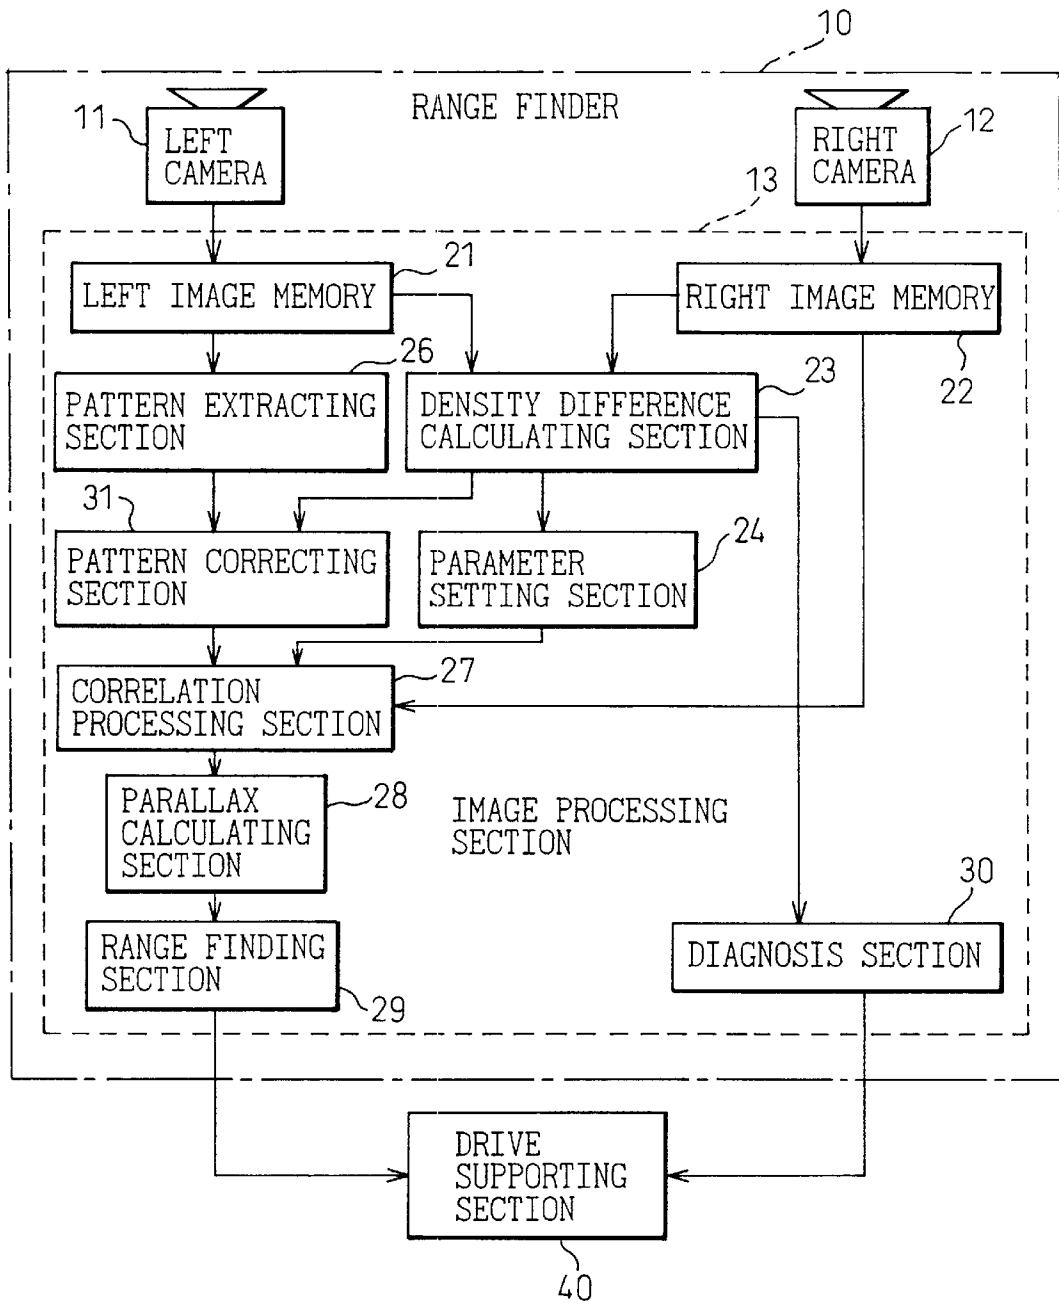 10
RANGE FINDER
11
LEFT
CAMERA
RIGHT
CAMERA
12
13
21
LEFT IMAGE MEMORY
RIGHT IMAGE MEMORY
22
26
PATTERN EXTRACTING
SECTION
DENSITY DIFFERENCE
CALCULATING SECTION
23
31
PATTERN CORRECTING
SECTION
PARAMETER
SETTING SECTION
24
CORRELATION
PROCESSING SECTION
27
PARALLAX
CALCULATING
SECTION
28
IMAGE PROCESSING
SECTION
RANGE FINDING
SECTION
29
30
DIAGNOSIS SECTION
DRIVE
SUPPORTING
SECTION
40